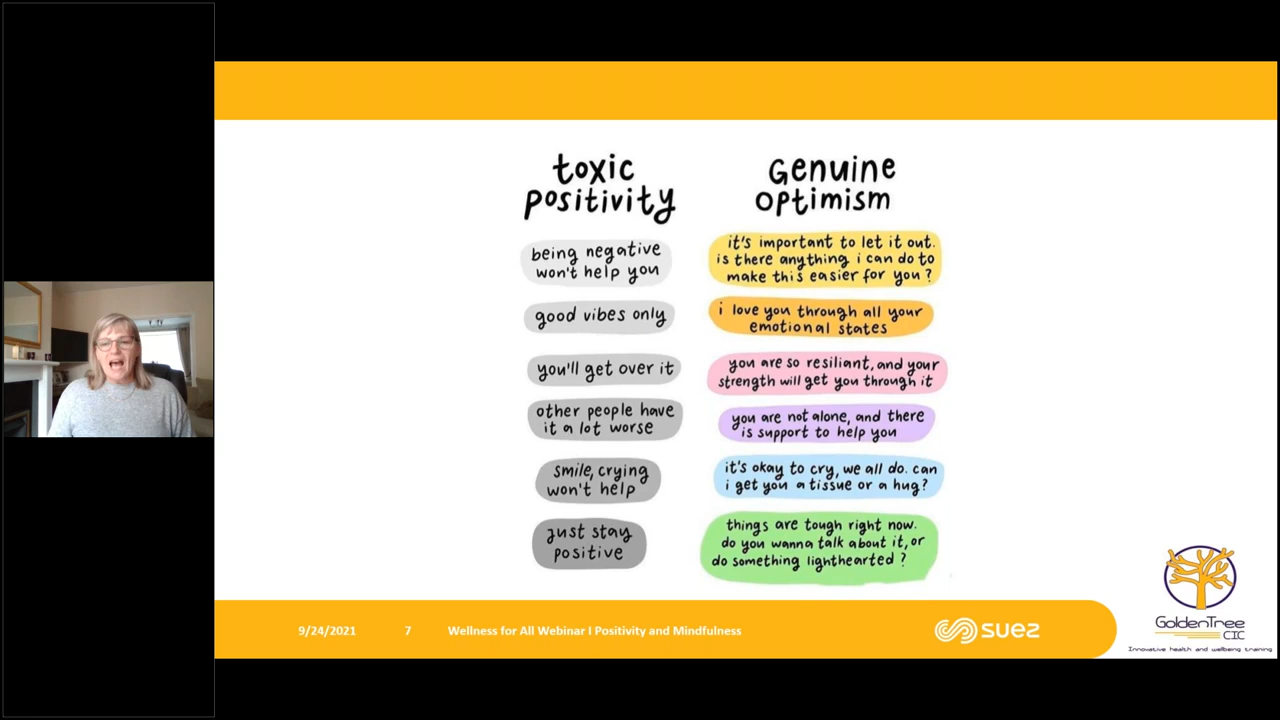 toxic
positivity
being negative
won't help you
good vibes only
you'll get over it
other people have
it a lot worse
smile, crying
won't help
just stay
positive
Genuine
optimism
it's important to let it out.
is there anything i can do to
make this easier for you?
i love you through all your
emotional states
you are so resiliant, and your
strength will get you through it
you are not alone, and there
is support to help you
it's okay to cry, we all do. can
i get you a tissue or a hug?
things are tough right now.
do you wanna talk about it, or
do something lighthearted?
9/24/2021 7 Wellness for All Webinar I Positivity and Mindfulness
suez
GoldenTree
CIC
Innovative health and wellbeing training